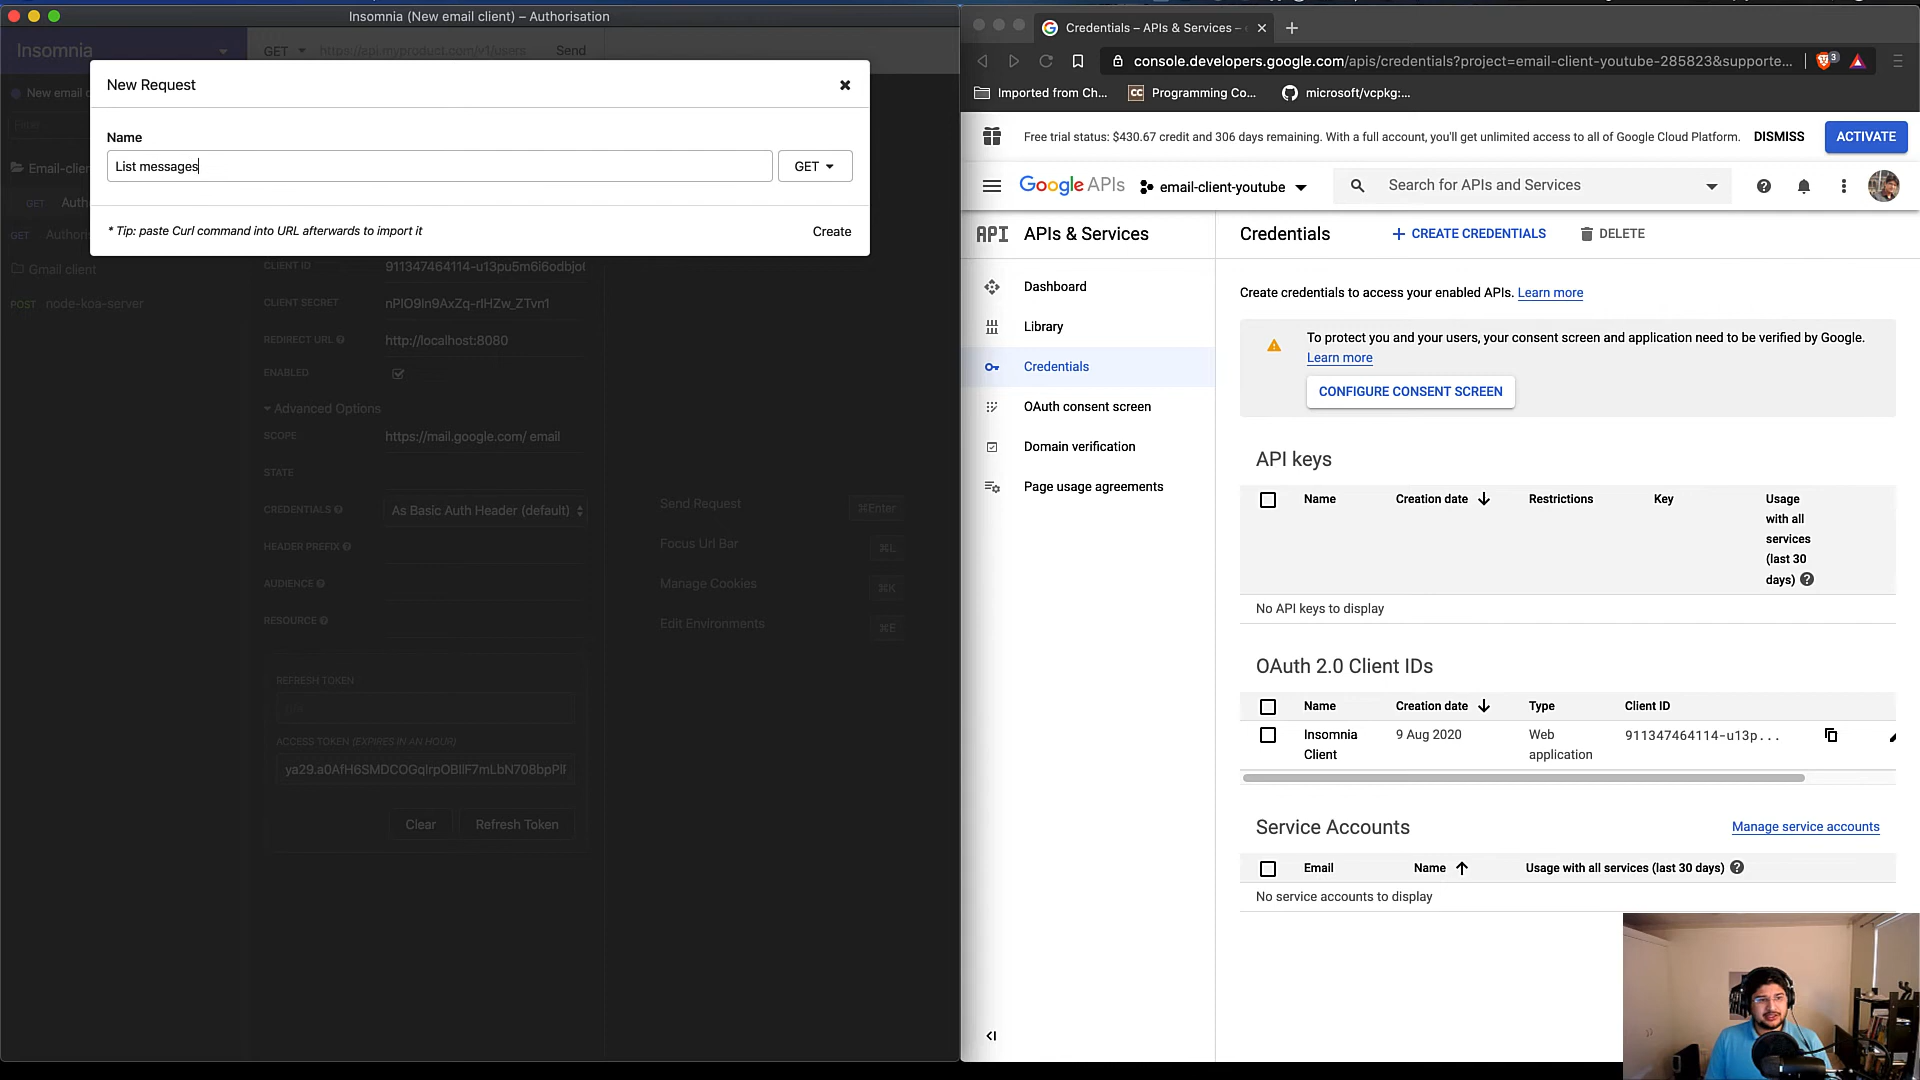 Insomnia (New email client) – Authorisation
Insomnia
GET
https://api.myproduct.com/v1/users
Send
New Request
New email c
Name
List messages
GET
Email-clien
GET Auth
* Tip: paste Curl command into URL afterwards to import it
Create
GET Author
Gmail client
POST node-koa-server
CLIENT ID
911347464114-u13pu5m6i6odbjo
CLIENT SECRET
REDIRECT URL
http://localhost:8080
ENABLED
Advanced Options
SCOPE
https://mail.google.com/ email
STATE
CREDENTIALS
As Basic Auth Header (default)
HEADER PREFIX
AUDIENCE
RESOURCE
REFRESH TOKEN
ACCESS TOKEN (EXPIRES IN AN HOUR)
Clear
Refresh Token
Send Request
⌘Enter
Focus Url Bar
⌘L
Manage Cookies
⌘K
Edit Environments
⌘E
Credentials – APIs & Services –
console.developers.google.com/apis/credentials?project=email-client-youtube-285823&supporte...
3
Imported from Ch...
Programming Co...
microsoft/vcpkg:...
Free trial status: $430.67 credit and 306 days remaining. With a full account, you'll get unlimited access to all of Google Cloud Platform.
DISMISS
ACTIVATE
Google APIs
email-client-youtube
Search for APIs and Services
API
APIs & Services
Dashboard
Library
Credentials
OAuth consent screen
Domain verification
Page usage agreements
Credentials
CREATE CREDENTIALS
DELETE
Create credentials to access your enabled APIs. Learn more
To protect you and your users, your consent screen and application need to be verified by Google.
Learn more
CONFIGURE CONSENT SCREEN
API keys
Name
Creation date
Restrictions
Key
Usage
with all
services
(last 30
days)
No API keys to display
OAuth 2.0 Client IDs
Name
Creation date
Type
Client ID
Insomnia
Client
9 Aug 2020
Web
application
911347464114-u13p...
Service Accounts
Manage service accounts
Email
Name
Usage with all services (last 30 days)
No service accounts to display